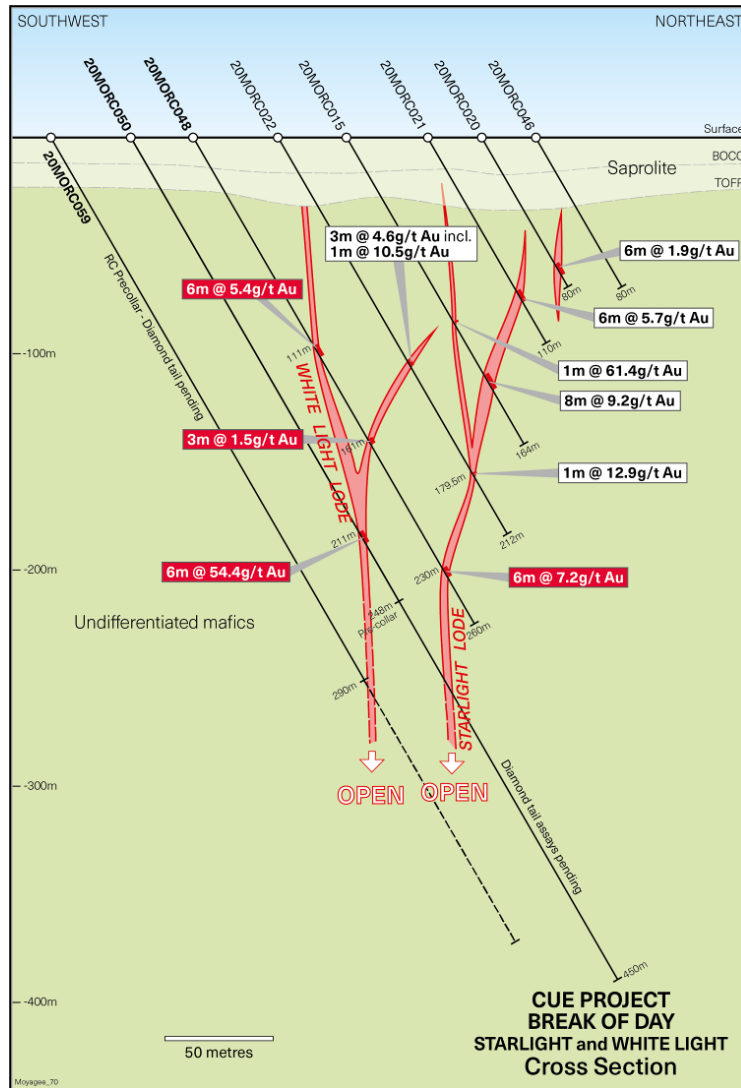 SOUTHWEST
NORTHEAST
20MORC059
20MORC050
20MORC048
20MORC022
20MORC015
20MORC021
20MORC020
20MORC046
Surface
BOCO
Saprolite
TOFR
3m @ 4.6g/t Au incl.
1m @ 10.5g/t Au
6m @ 1.9g/t Au
6m @ 5.4g/t Au
80m
80m
6m @ 5.7g/t Au
RC Precollar - Diamond tail pending
110m
-100m
111m
1m @ 61.4g/t Au
WHITE LIGHT LODE
8m @ 9.2g/t Au
3m @ 1.5g/t Au
161m
164m
179.5m
1m @ 12.9g/t Au
211m
212m
-200m
6m @ 54.4g/t Au
230m
6m @ 7.2g/t Au
248m
Pre-collar
260m
Undifferentiated mafics
STARLIGHT LODE
290m
-300m
OPEN
OPEN
Diamond tail assays pending
450m
-400m
50 metres
CUE PROJECT
BREAK OF DAY
STARLIGHT and WHITE LIGHT
Cross Section
Moyagee_70